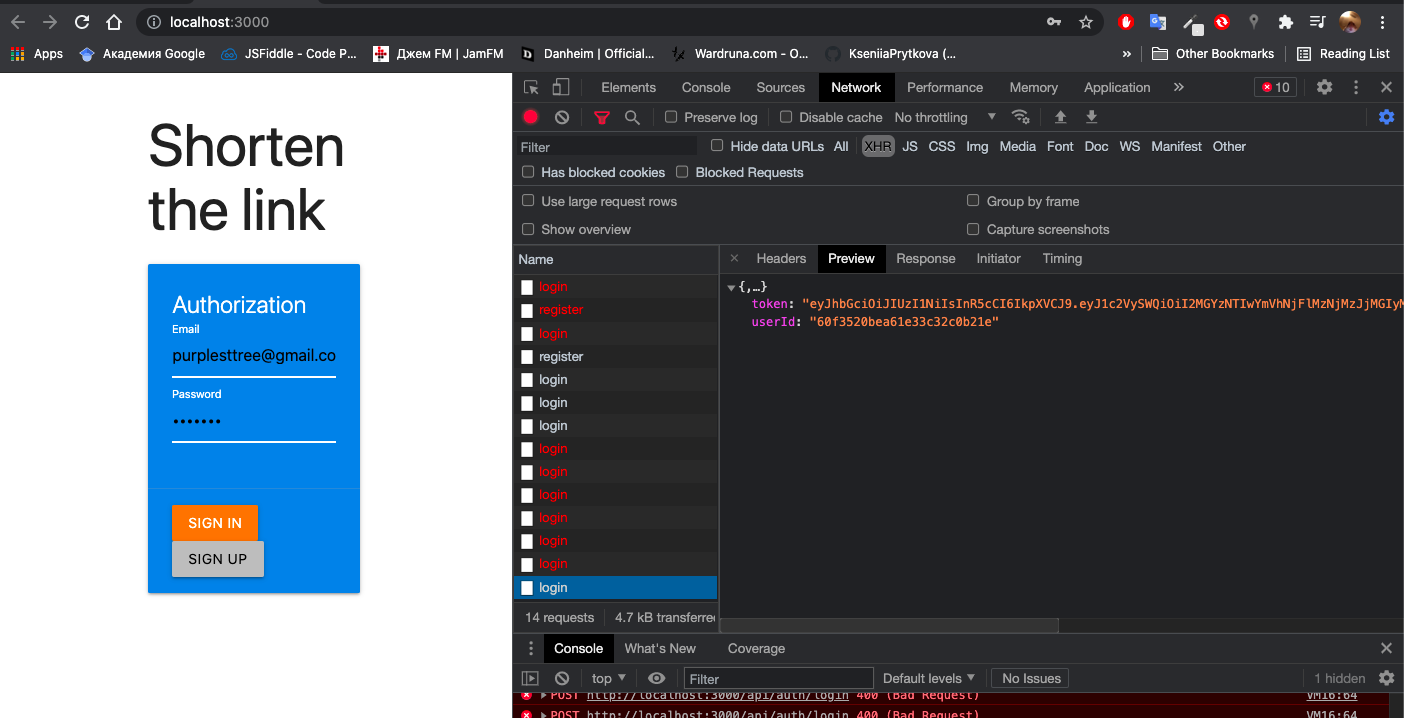 localhost:3000
Apps Академия Google JSFiddle - Code P... Джем FM | JamFM Danheim | Official... Wardruna.com - O... KseniiaPrytkova (... » Other Bookmarks Reading List
Shorten
the link
Authorization
Email
purplesttree@gmail.co
Password
•••••••
SIGN IN
SIGN UP
Elements Console Sources Network Performance Memory Application » 10
Preserve log Disable cache No throttling
Filter Hide data URLs All XHR JS CSS Img Media Font Doc WS Manifest Other
Has blocked cookies Blocked Requests
Use large request rows Group by frame
Show overview Capture screenshots
Name
login
register
login
register
login
login
login
login
login
login
login
login
login
login
14 requests 4.7 kB transferre
× Headers Preview Response Initiator Timing
{,…}
token: "eyJhbGciOiJIUzI1NiIsInR5cCI6IkpXVCJ9.eyJ1c2VySWQiOiI2MGYzNTIwYmVhNjFlMzNjMzJjMGIyM
userId: "60f3520bea61e33c32c0b21e"
Console What's New Coverage
top Filter Default levels No Issues 1 hidden
POST http://localhost:3000/api/auth/login 400 (Bad Request) VM16:64
POST http://localhost:3000/api/auth/login 400 (Bad Request) VM16:64